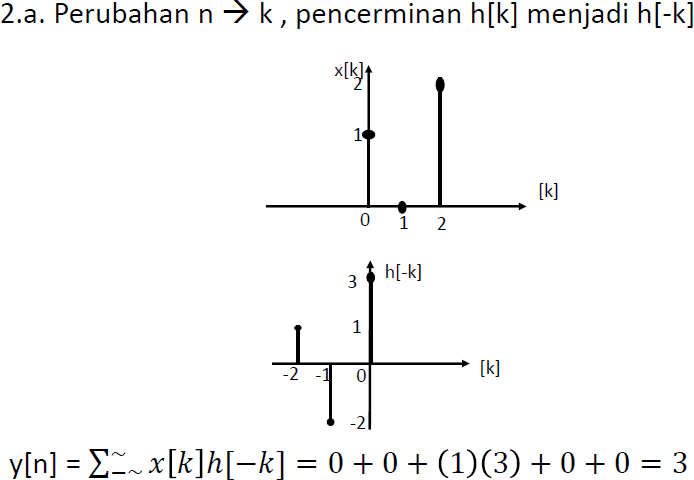 2.a. Perubahan n → k , pencerminan h[k] menjadi h[-k]
x[k]
2
1
[k]
0 1 2
h[-k]
3
1
-2 -1 0 [k]
-2
y[n] = ∑₋~^~ 𝑥[𝑘]ℎ[−𝑘] = 0 + 0 + (1)(3) + 0 + 0 = 3